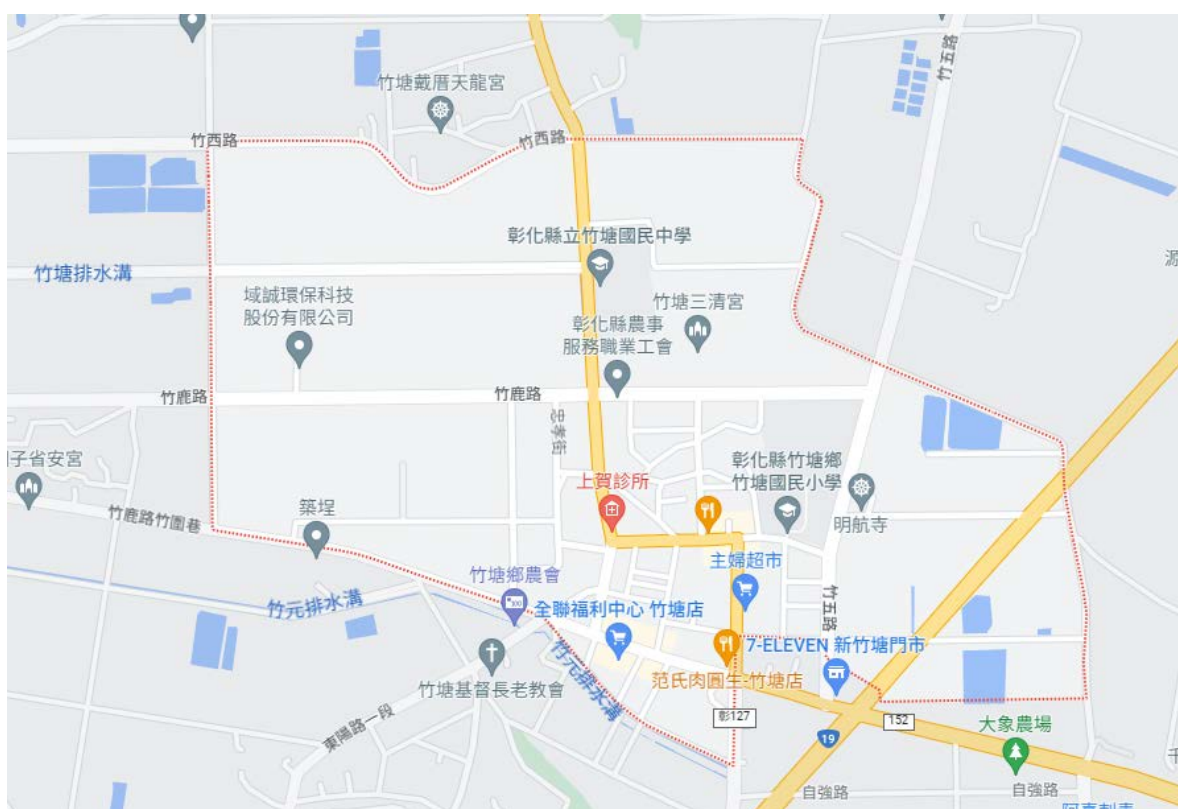 竹五路
竹塘戴厝天龍宮
竹西路
竹西路
彰化縣立竹塘國民中學
竹塘排水溝
域誠環保科技
股份有限公司
竹塘三清宮
彰化縣農事
服務職業工會
源
竹鹿路
竹鹿路
忠孝街
子省安宮
上賀診所
彰化縣竹塘鄉
竹塘國民小學
竹鹿路竹圍巷
築埕
明航寺
主婦超市
竹塘鄉農會
竹元排水溝
全聯福利中心 竹塘店
竹五路
7-ELEVEN 新竹塘門市
竹元排水溝
范氏肉圓生-竹塘店
竹塘基督長老教會
東陽路一段
彰127
152
19
大象農場
千
自強路
自強路